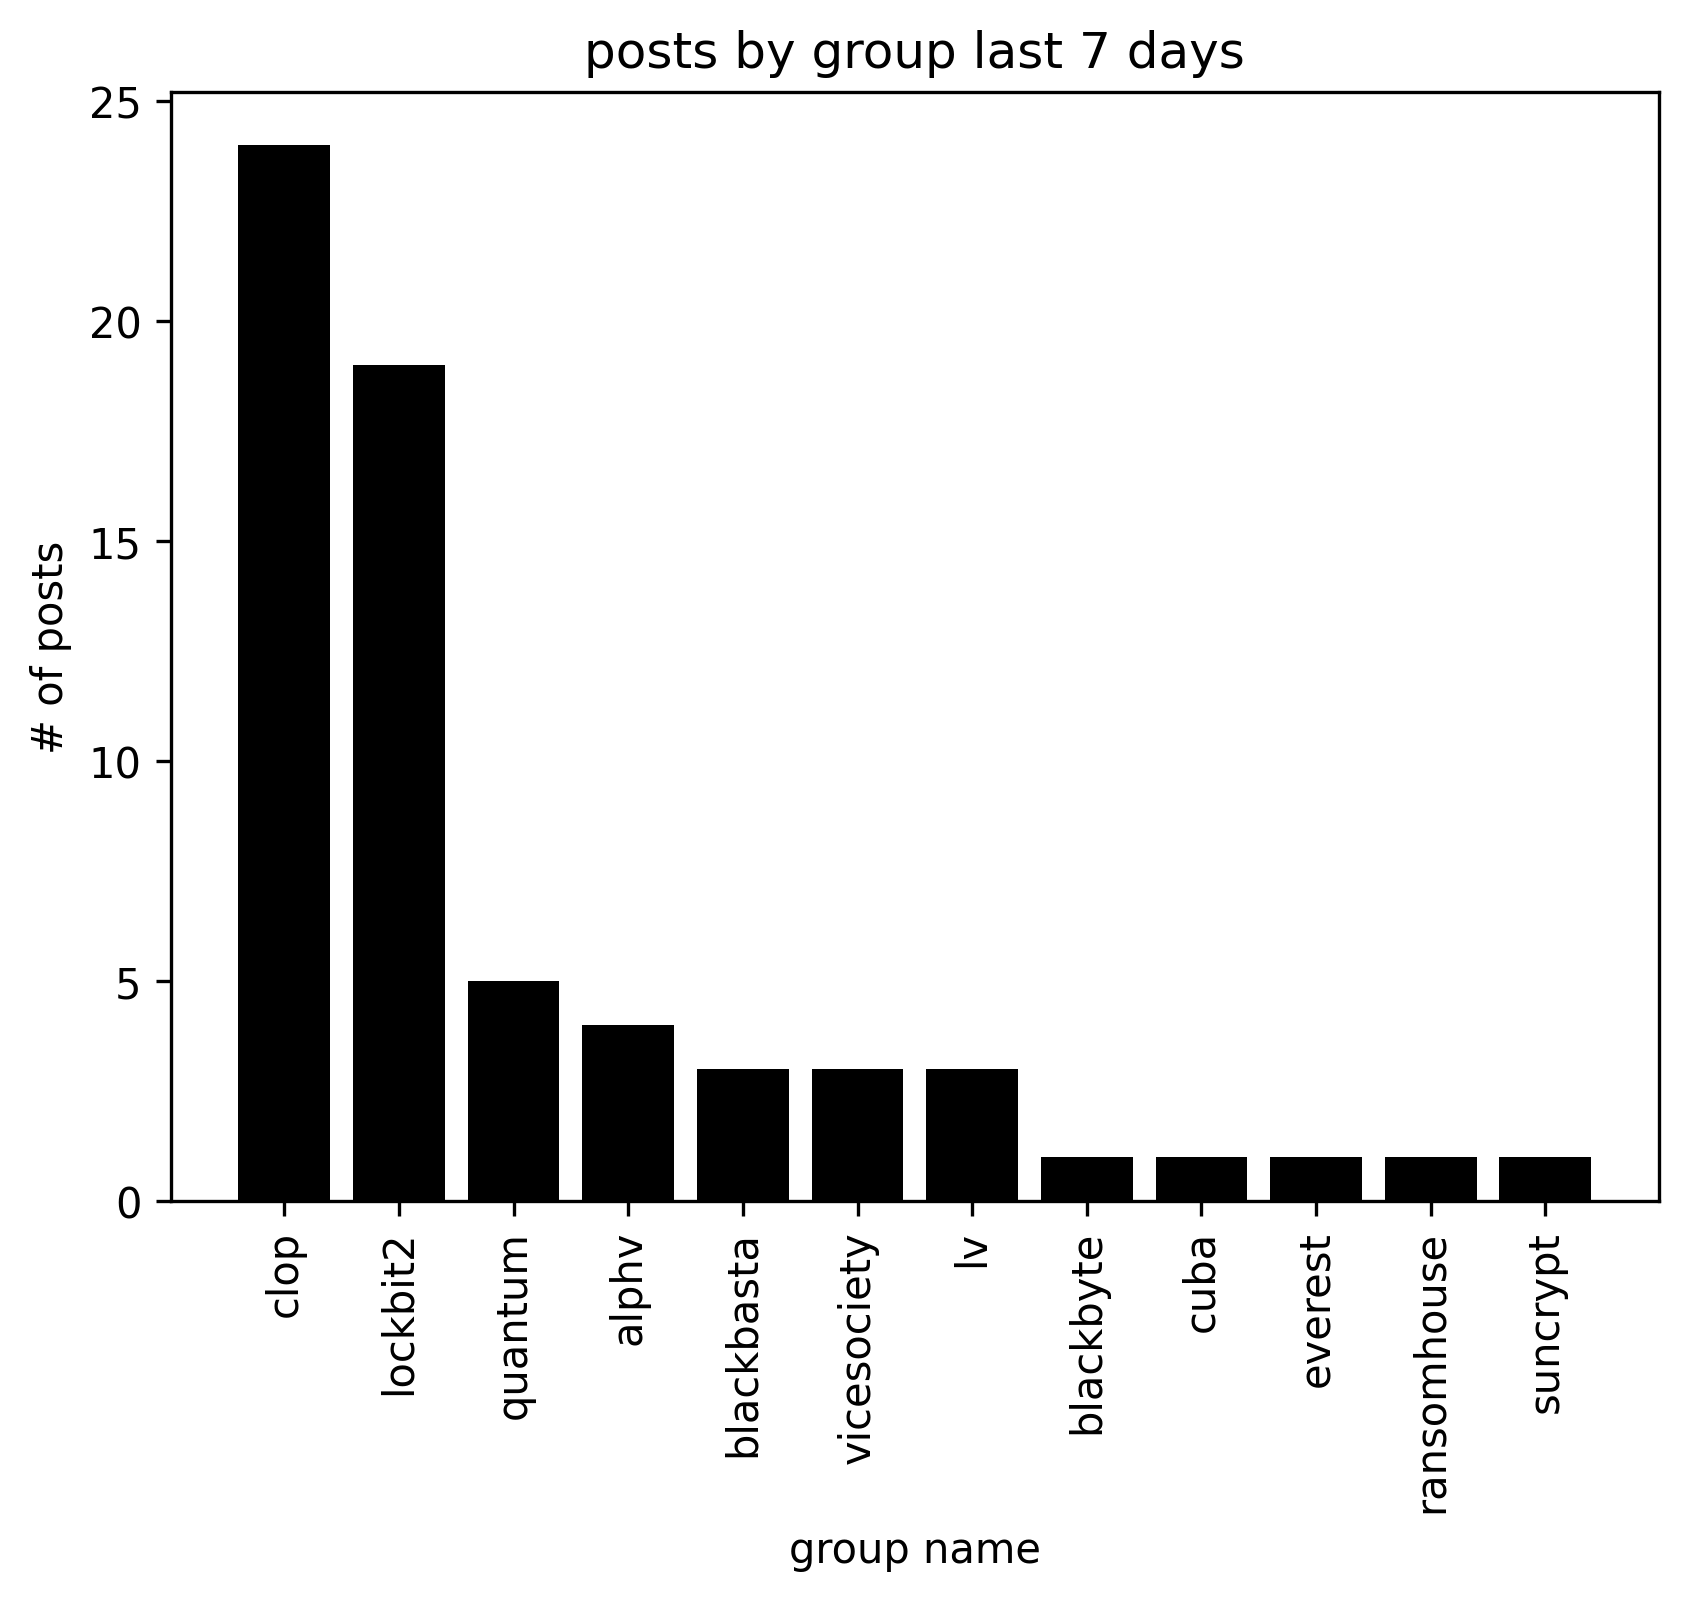 posts by group last 7 days
25
20
15
10
5
0
# of posts
clop
lockbit2
quantum
alphv
blackbasta
vicesociety
lv
blackbyte
cuba
everest
ransomhouse
suncrypt
group name